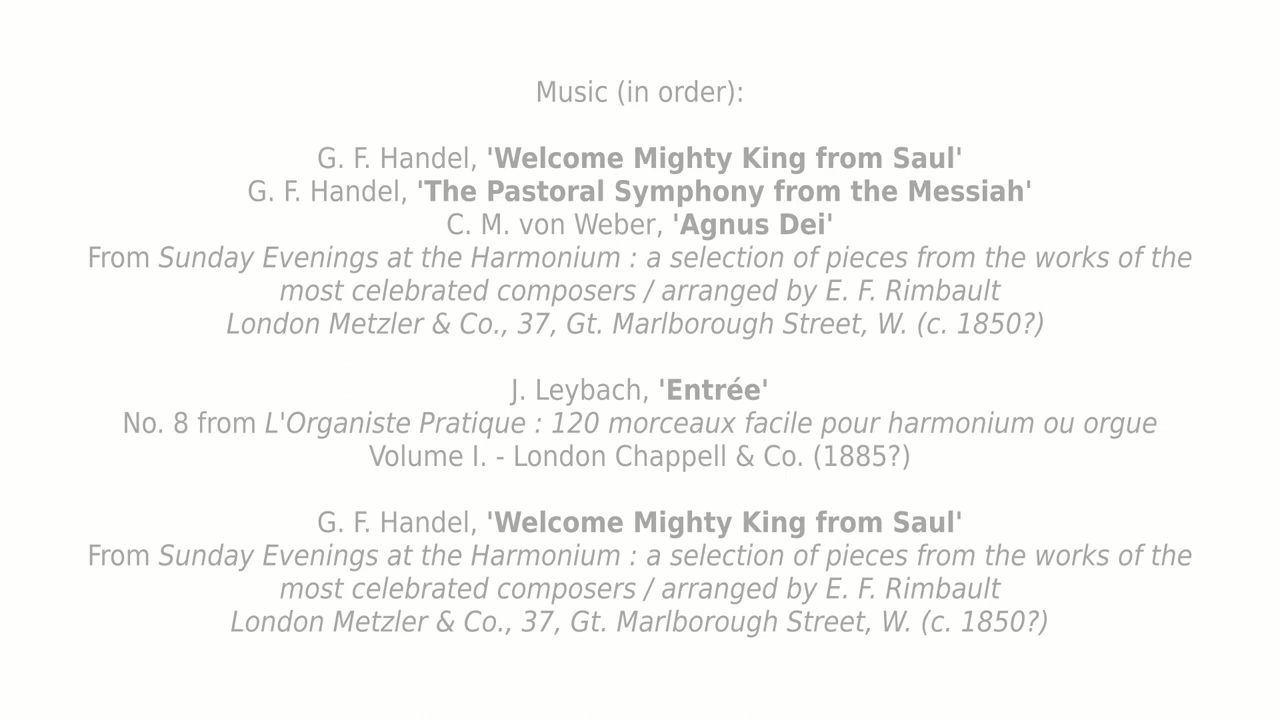 Music (in order):
G. F. Handel, 'Welcome Mighty King from Saul'
G. F. Handel, 'The Pastoral Symphony from the Messiah'
C. M. von Weber, 'Agnus Dei'
From Sunday Evenings at the Harmonium : a selection of pieces from the works of the
most celebrated composers / arranged by E. F. Rimbault
London Metzler & Co., 37, Gt. Marlborough Street, W. (c. 1850?)
J. Leybach, 'Entrée'
No. 8 from L'Organiste Pratique : 120 morceaux facile pour harmonium ou orgue
Volume I. - London Chappell & Co. (1885?)
G. F. Handel, 'Welcome Mighty King from Saul'
From Sunday Evenings at the Harmonium : a selection of pieces from the works of the
most celebrated composers / arranged by E. F. Rimbault
London Metzler & Co., 37, Gt. Marlborough Street, W. (c. 1850?)